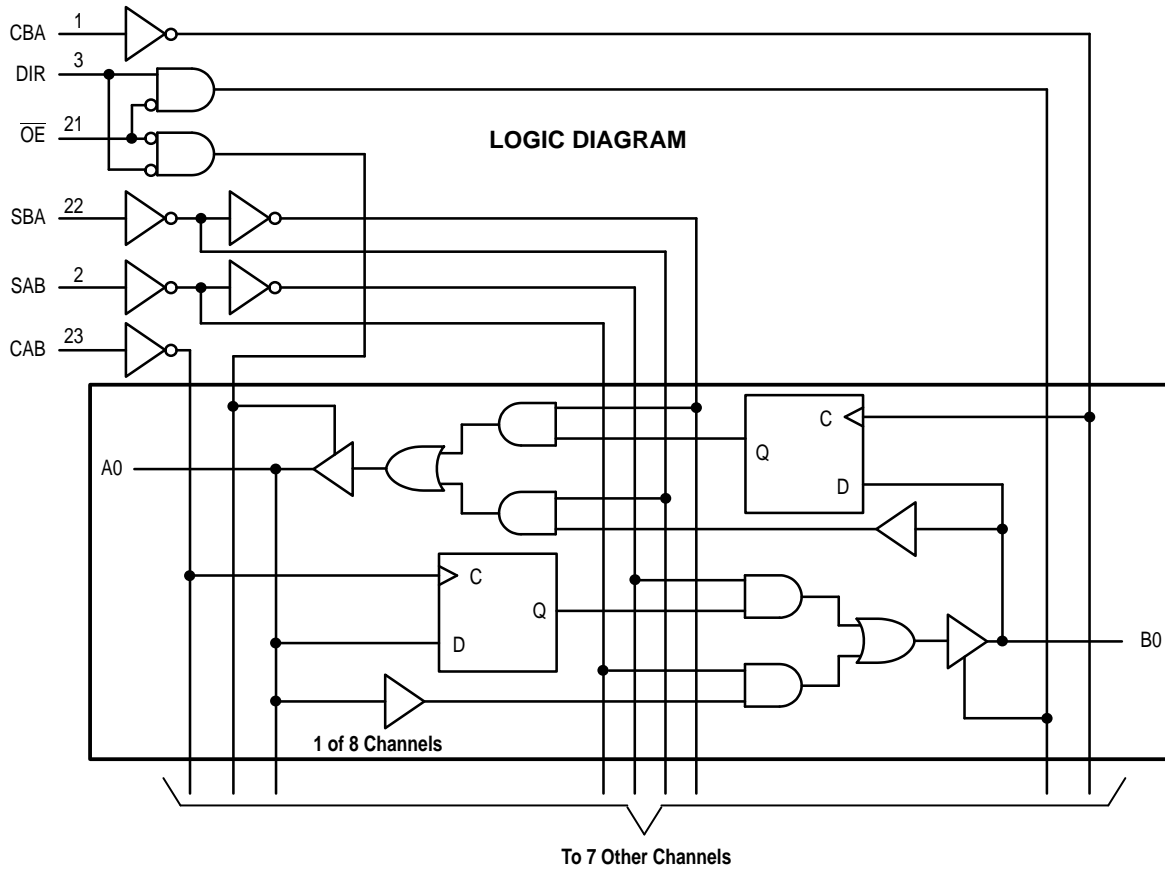 CBA 1
DIR 3
OE 21
LOGIC DIAGRAM
SBA 22
SAB 2
CAB 23
C
Q
A0
D
C
Q
D
B0
1 of 8 Channels
To 7 Other Channels